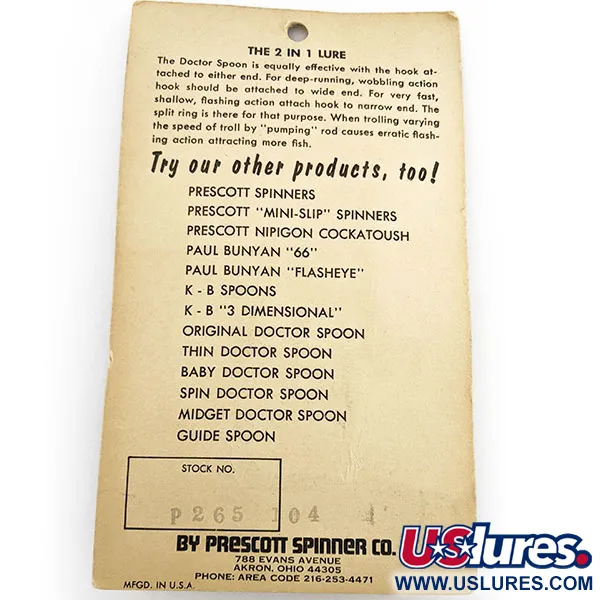 THE 2 IN 1 LURE
The Doctor Spoon is equally effective with the hook at-
tached to either end. For deep-running, wobbling action
hook should be attached to wide end. For very fast,
shallow, flashing action attach hook to narrow end. The
split ring is there for that purpose. When trolling varying
the speed of troll by "pumping" rod causes erratic flash-
ing action attracting more fish.
Try our other products, too!
PRESCOTT SPINNERS
PRESCOTT "MINI-SLIP" SPINNERS
PRESCOTT NIPIGON COCKATOUSH
PAUL BUNYAN "66"
PAUL BUNYAN "FLASHEYE"
K - B SPOONS
K - B "3 DIMENSIONAL"
ORIGINAL DOCTOR SPOON
THIN DOCTOR SPOON
BABY DOCTOR SPOON
SPIN DOCTOR SPOON
MIDGET DOCTOR SPOON
GUIDE SPOON
STOCK NO.
P265 104
BY PRESCOTT SPINNER CO.
788 EVANS AVENUE
AKRON, OHIO 44305
PHONE: AREA CODE 216-253-4471
MFGD. IN U.S.A.
USlures.
WWW.USLURES.COM